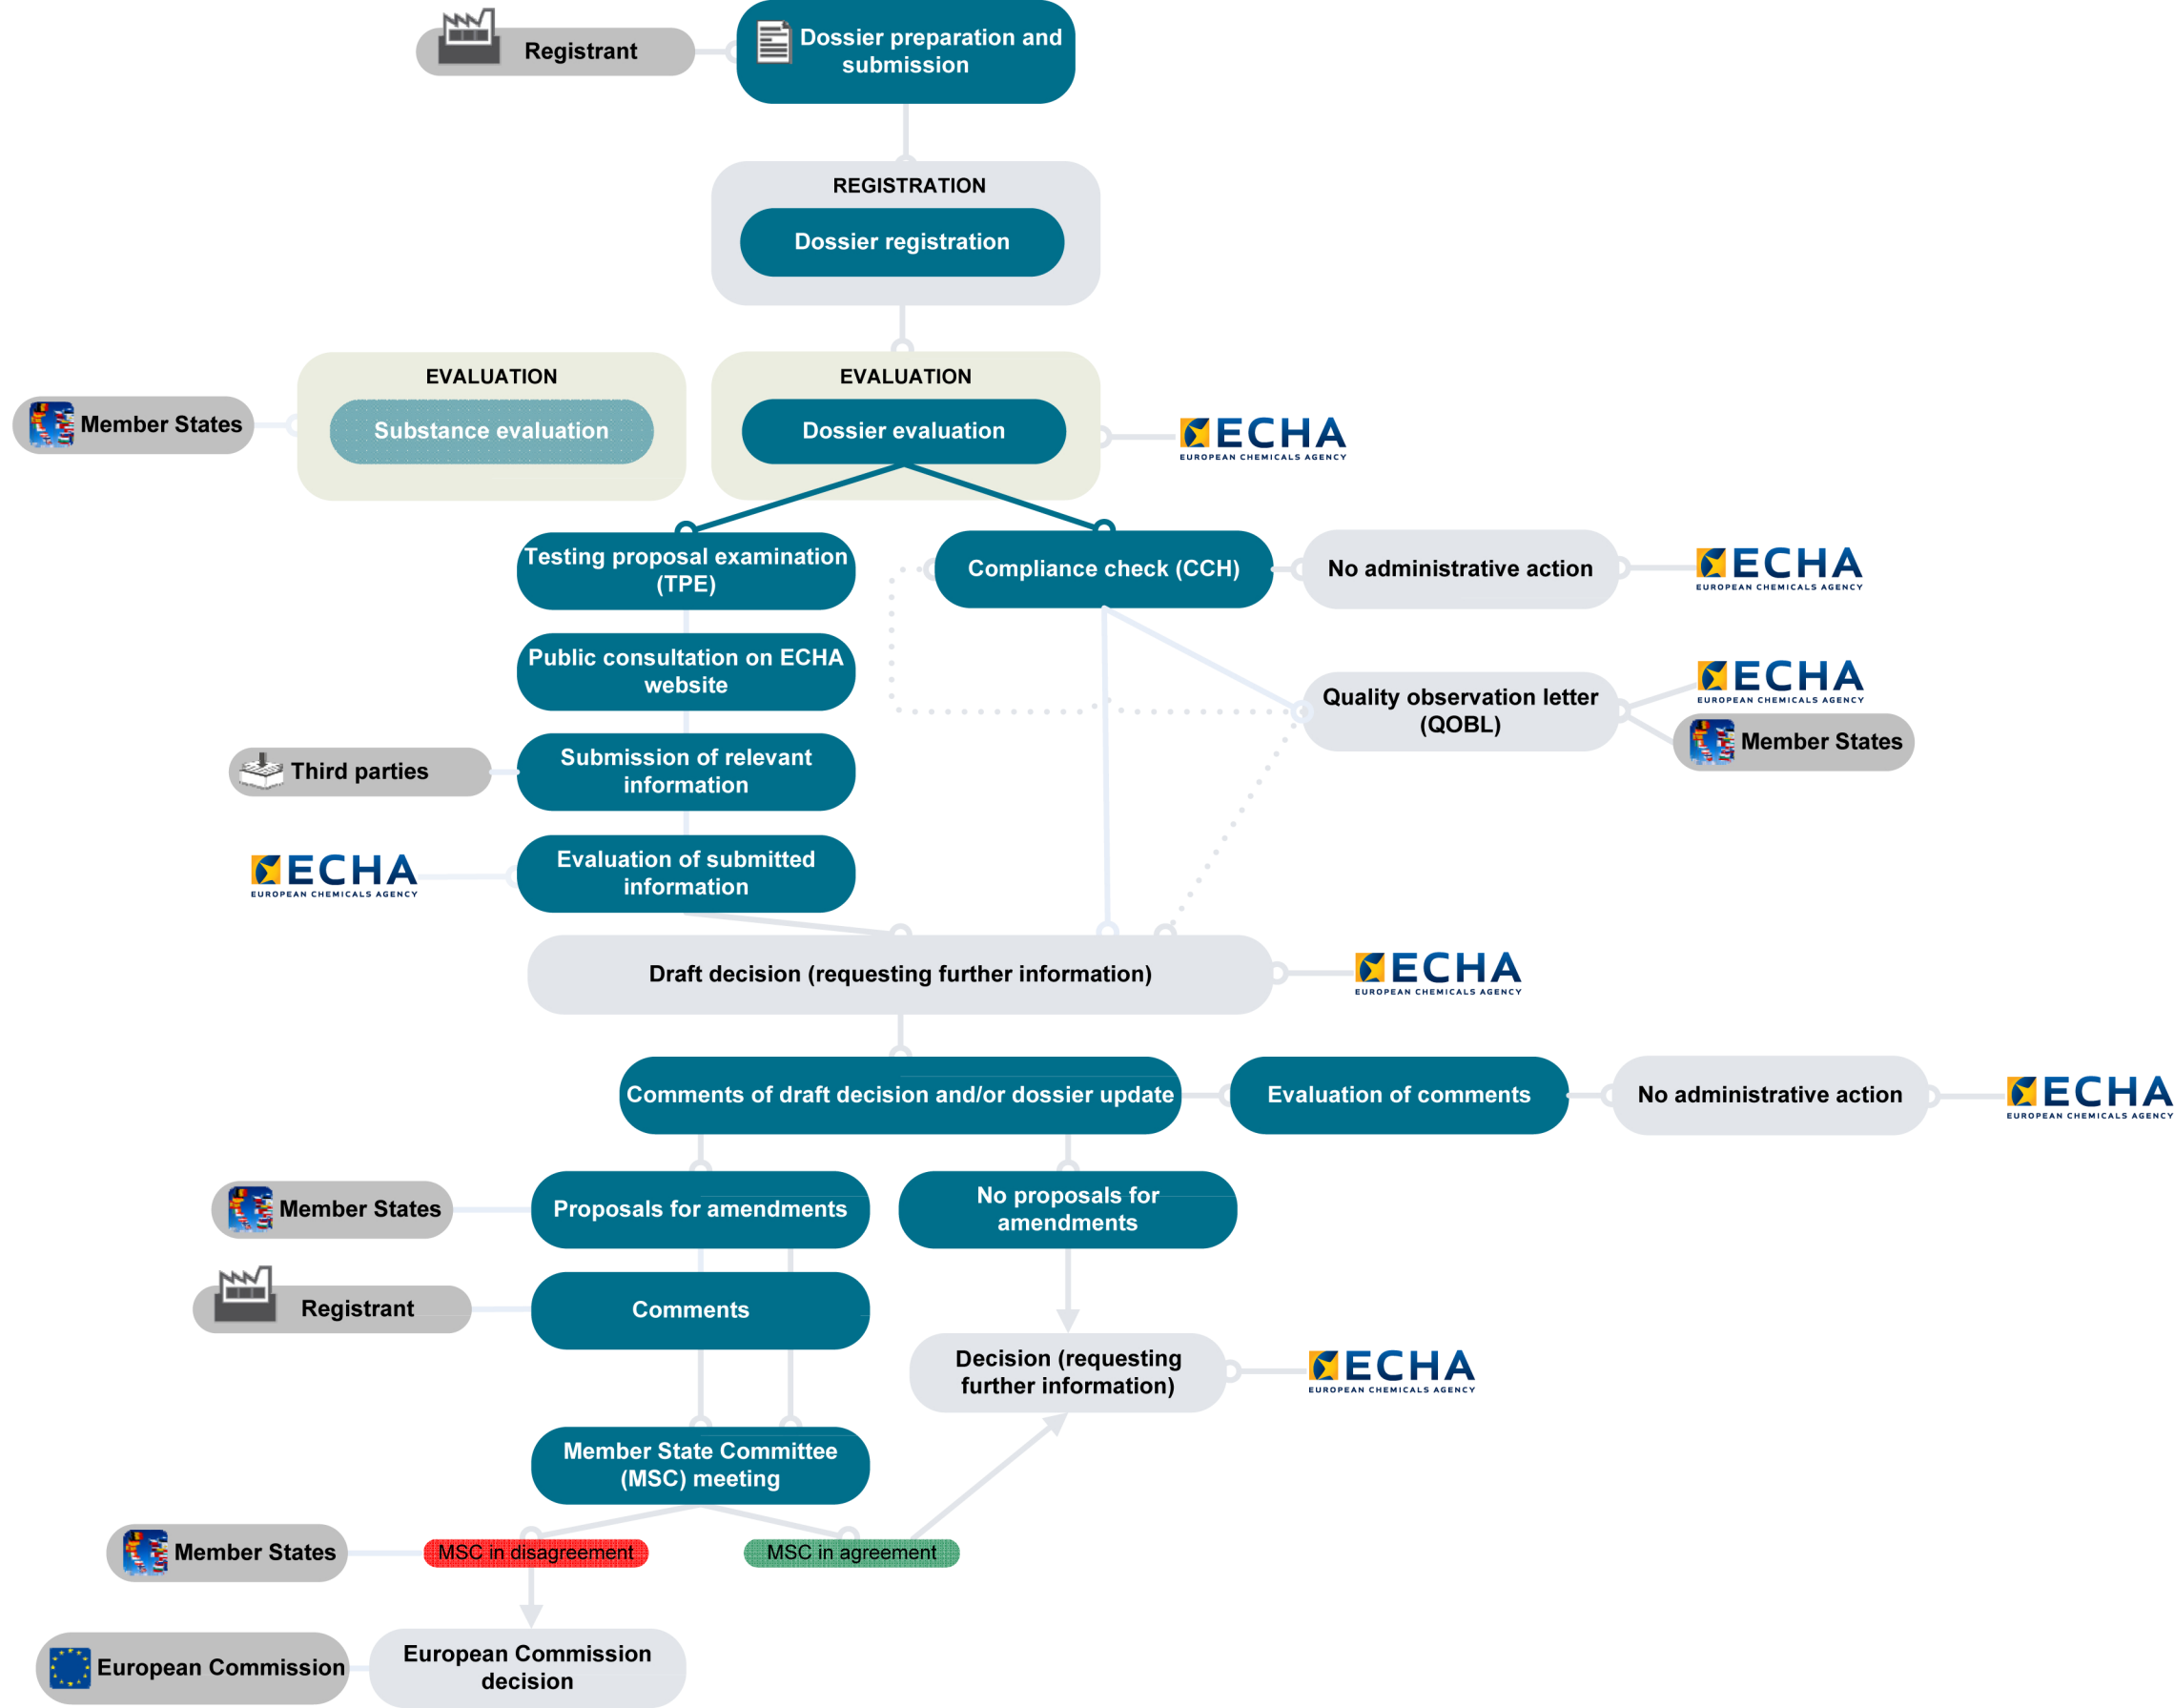 Registrant
Dossier preparation and
submission
REGISTRATION
Dossier registration
EVALUATION
Substance evaluation
Member States
EVALUATION
Dossier evaluation
ECHA
EUROPEAN CHEMICALS AGENCY
Testing proposal examination
(TPE)
Compliance check (CCH)
No administrative action
ECHA
EUROPEAN CHEMICALS AGENCY
Public consultation on ECHA
website
Quality observation letter
(QOBL)
ECHA
EUROPEAN CHEMICALS AGENCY
Member States
Third parties
Submission of relevant
information
ECHA
EUROPEAN CHEMICALS AGENCY
Evaluation of submitted
information
Draft decision (requesting further information)
ECHA
EUROPEAN CHEMICALS AGENCY
Comments of draft decision and/or dossier update
Evaluation of comments
No administrative action
ECHA
EUROPEAN CHEMICALS AGENCY
Member States
Proposals for amendments
No proposals for
amendments
Registrant
Comments
Decision (requesting
further information)
ECHA
EUROPEAN CHEMICALS AGENCY
Member State Committee
(MSC) meeting
Member States
MSC in disagreement
MSC in agreement
European Commission
European Commission
decision